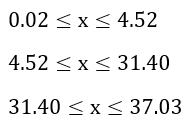 0.02 ≤ x ≤ 4.52
4.52 ≤ x ≤ 31.40
31.40 ≤ x ≤ 37.03